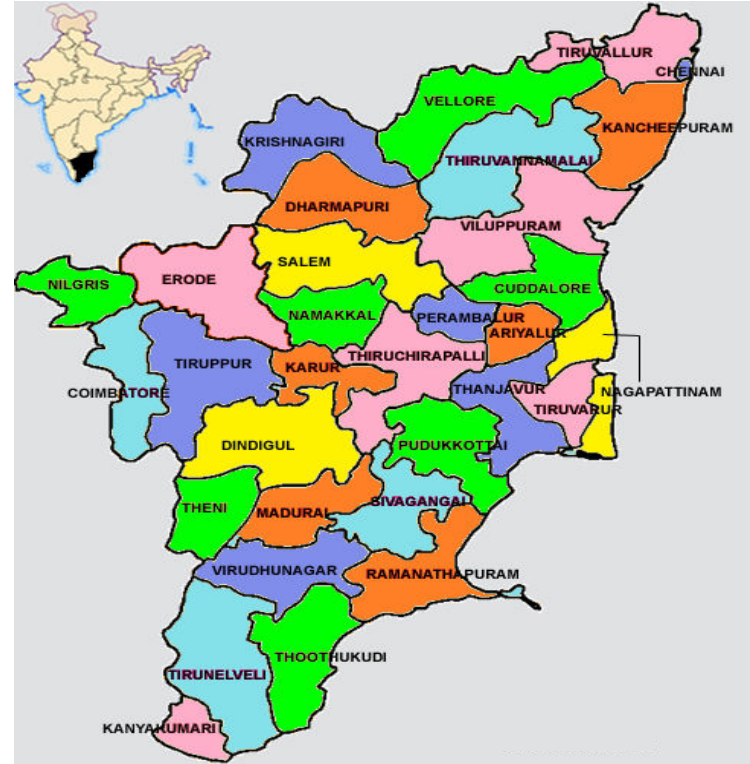 TIRUVALLUR
CHENNAI
VELLORE
KANCHEEPURAM
KRISHNAGIRI
THIRUVANNAMALAI
DHARMAPURI
VILUPPURAM
SALEM
ERODE
NILGRIS
CUDDALORE
NAMAKKAL
PERAMBALUR
ARIYALUR
THIRUCHIRAPALLI
TIRUPPUR
KARUR
COIMBATORE
THANJAVUR
NAGAPATTINAM
TIRUVARUR
DINDIGUL
PUDUKKOTTAI
SIVAGANGAI
THENI
MADURAI
VIRUDHUNAGAR
RAMANATHAPURAM
THOOTHUKUDI
TIRUNELVELI
KANYAKUMARI